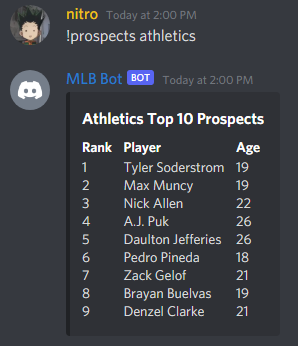 nitro Today at 2:00 PM
!prospects athletics
MLB Bot BOT Today at 2:00 PM
Athletics Top 10 Prospects
Rank Player Age
1 Tyler Soderstrom 19
2 Max Muncy 19
3 Nick Allen 22
4 A.J. Puk 26
5 Daulton Jefferies 26
6 Pedro Pineda 18
7 Zack Gelof 21
8 Brayan Buelvas 19
9 Denzel Clarke 21